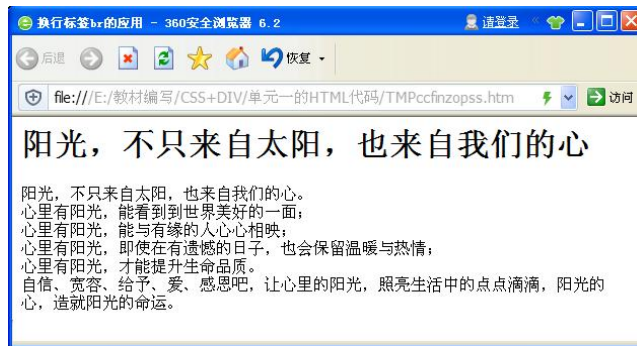 换行标签br的应用 - 360安全浏览器 6.2
请登录
后退
恢复
file:///E:/教材编写/CSS+DIV/单元一的HTML代码/TMPccfinzopss.htm
访问
阳光，不只来自太阳，也来自我们的心
阳光，不只来自太阳，也来自我们的心。
心里有阳光，能看到到世界美好的一面；
心里有阳光，能与有缘的人心心相映；
心里有阳光，即使在有遗憾的日子，也会保留温暖与热情；
心里有阳光，才能提升生命品质。
自信、宽容、给予、爱、感恩吧，让心里的阳光，照亮生活中的点点滴滴，阳光的
心，造就阳光的命运。